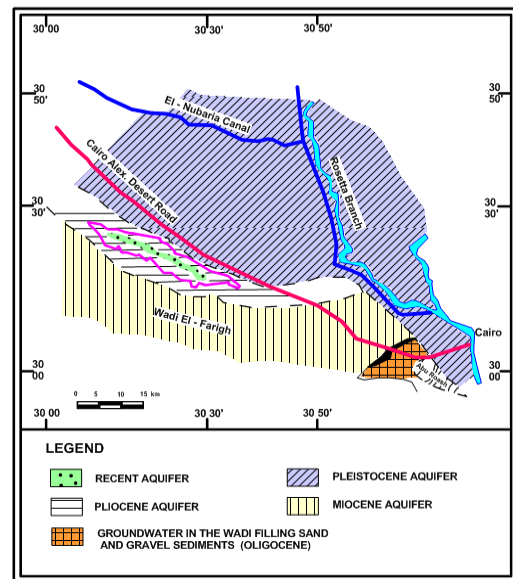 30 00
30 30'
30 50'
30
50'
30
50'
El - Nubaria Canal
Cairo Alex. Desert Road
Rosetta Branch
30
30'
30
30'
Wadi El - Farigh
Cairo
Abu Roash
30
00
30
00
0 5 10 15 km
30 00
30 30'
30 50'
LEGEND
RECENT AQUIFER
PLEISTOCENE AQUIFER
PLIOCENE AQUIFER
MIOCENE AQUIFER
GROUNDWATER IN THE WADI FILLING SAND
AND GRAVEL SEDIMENTS (OLIGOCENE)